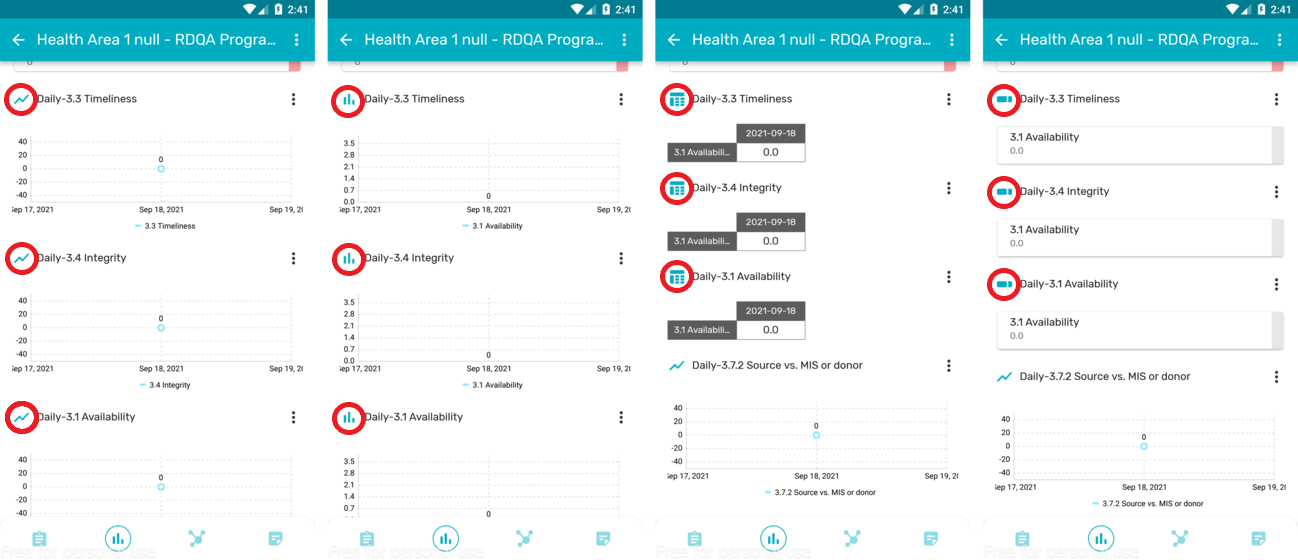 2:41
Health Area 1 null - RDQA Progra...
0
Daily-3.3 Timeliness
40
20
0
-20
-40
0
Sep 17, 2021
Sep 18, 2021
Sep 19, 20
3.3 Timeliness
Daily-3.4 Integrity
40
20
0
-20
-40
0
Sep 17, 2021
Sep 18, 2021
Sep 19, 20
3.4 Integrity
Daily-3.1 Availability
40
20
0
-20
-40
0
Free for personal use
2:41
Health Area 1 null - RDQA Progra...
0
Daily-3.3 Timeliness
3.5
2.8
2.1
1.4
0.7
0.0
0
Sep 17, 2021
Sep 18, 2021
Sep 19, 20
3.1 Availability
Daily-3.4 Integrity
3.5
2.8
2.1
1.4
0.7
0.0
0
Sep 17, 2021
Sep 18, 2021
Sep 19, 20
3.1 Availability
Daily-3.1 Availability
3.5
2.8
2.1
1.4
0.7
0
Free for personal use
2:41
Health Area 1 null - RDQA Progra...
0
Daily-3.3 Timeliness
2021-09-18
3.1 Availabili... 0.0
Daily-3.4 Integrity
2021-09-18
3.1 Availabili... 0.0
Daily-3.1 Availability
2021-09-18
3.1 Availabili... 0.0
Daily-3.7.2 Source vs. MIS or donor
40
20
0
-20
-40
0
Sep 17, 2021
Sep 18, 2021
Sep 19, 20
3.7.2 Source vs. MIS or donor
Free for personal use
2:41
Health Area 1 null - RDQA Progra...
0
Daily-3.3 Timeliness
3.1 Availability
0.0
Daily-3.4 Integrity
3.1 Availability
0.0
Daily-3.1 Availability
3.1 Availability
0.0
Daily-3.7.2 Source vs. MIS or donor
40
20
0
-20
-40
0
Sep 17, 2021
Sep 18, 2021
Sep 19, 20
3.7.2 Source vs. MIS or donor
Free for personal use